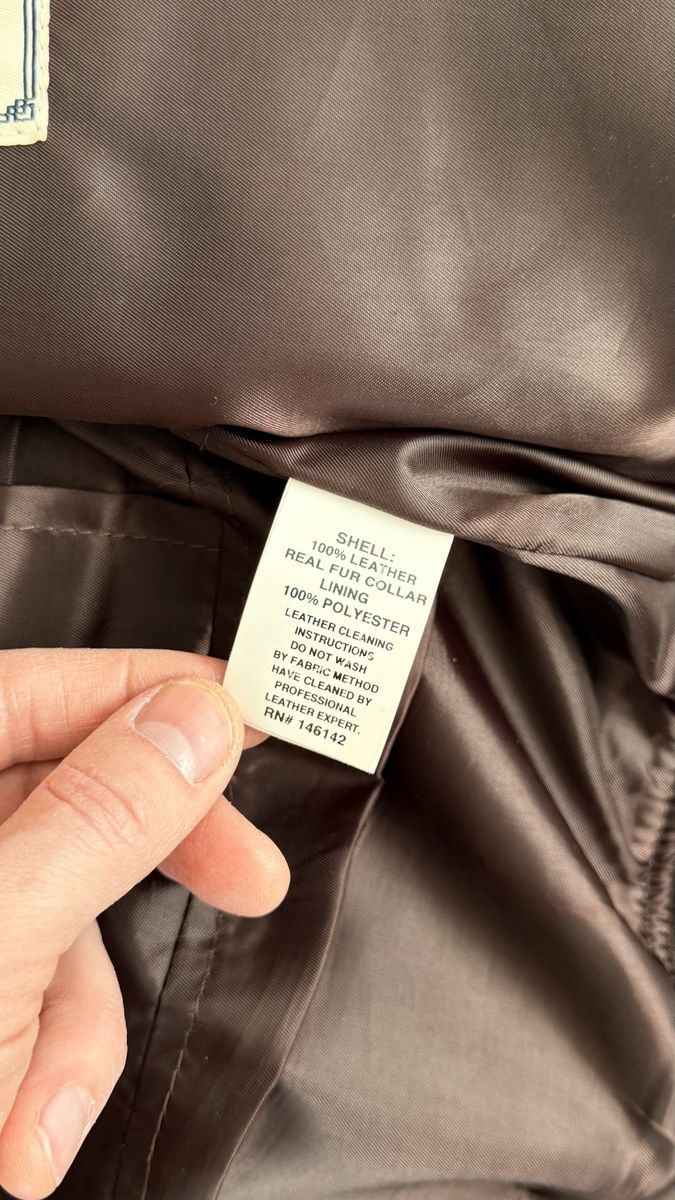 SHELL:
100% LEATHER
REAL FUR COLLAR
LINING
100% POLYESTER
LEATHER CLEANING
INSTRUCTIONS
DO NOT WASH
BY FABRIC METHOD
HAVE CLEANED BY
PROFESSIONAL
LEATHER EXPERT.
RN# 146142